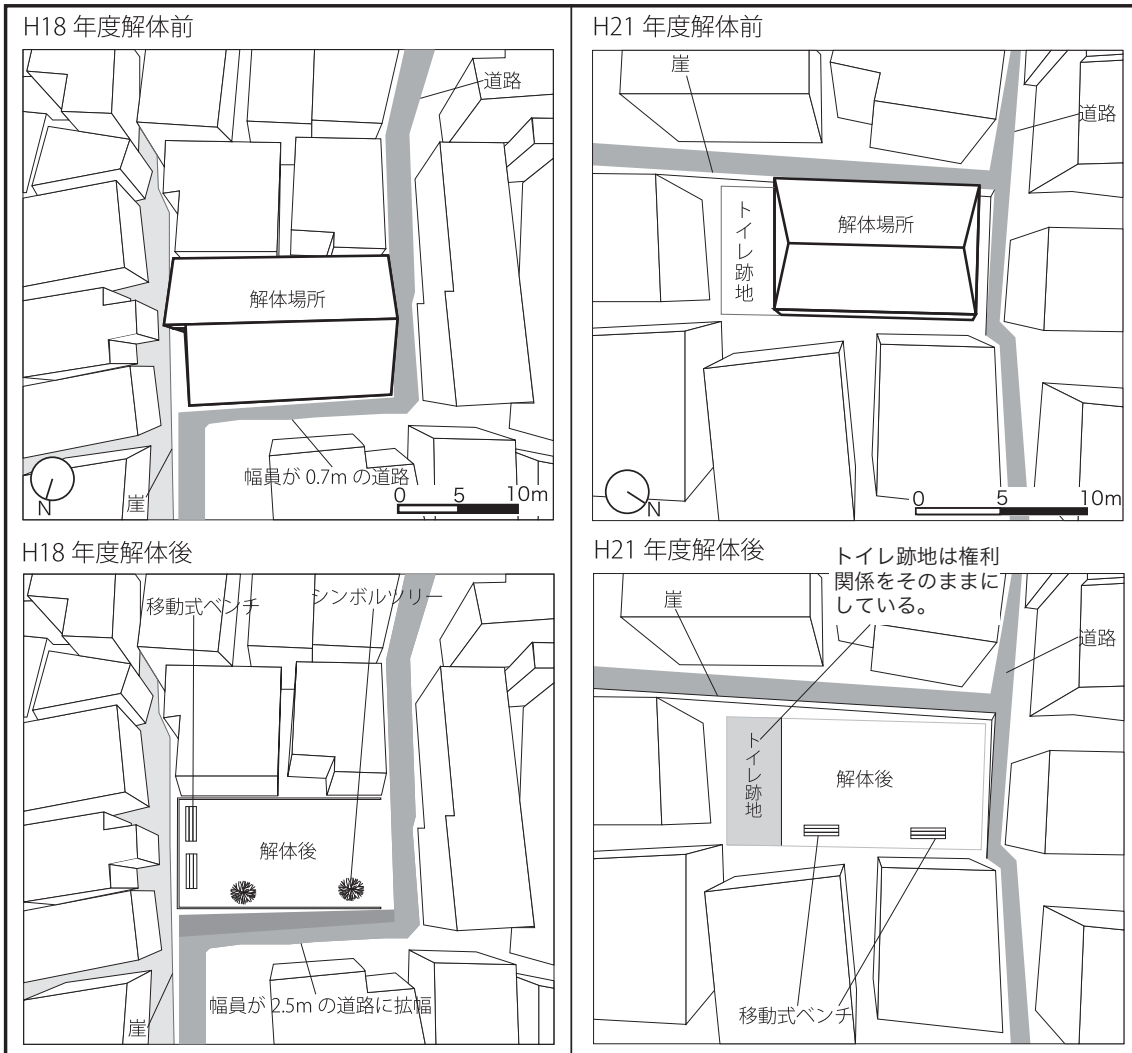 H18 年度解体前
道路
解体場所
幅員が 0.7m の道路
崖
N
0 5 10m
H21 年度解体前
崖
道路
トイレ跡地
解体場所
N
0 5 10m
H18 年度解体後
移動式ベンチ
シンボルツリー
解体後
幅員が 2.5m の道路に拡幅
崖
H21 年度解体後
トイレ跡地は権利
関係をそのままに
している。
崖
道路
トイレ跡地
解体後
移動式ベンチ